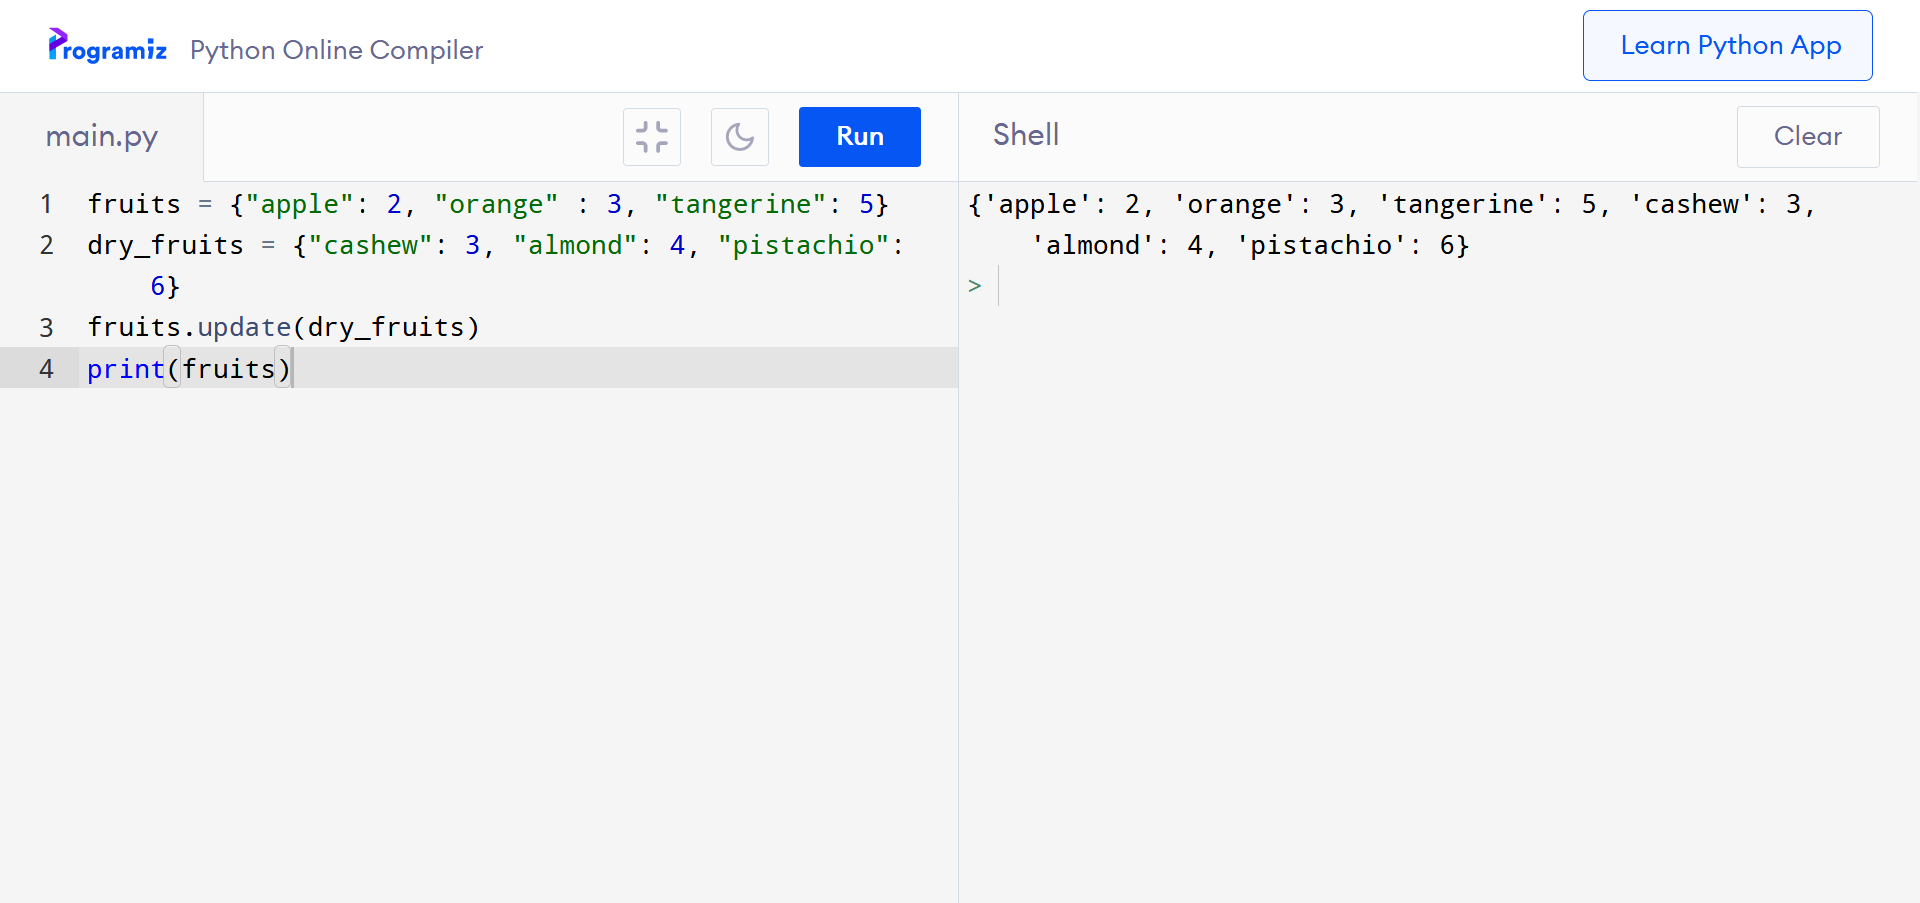 Programiz Python Online Compiler
Learn Python App
main.py
Run
Shell
Clear
1 fruits = {"apple": 2, "orange" : 3, "tangerine": 5}
2 dry_fruits = {"cashew": 3, "almond": 4, "pistachio":
6}
3 fruits.update(dry_fruits)
4 print(fruits)
{'apple': 2, 'orange': 3, 'tangerine': 5, 'cashew': 3,
'almond': 4, 'pistachio': 6}
>